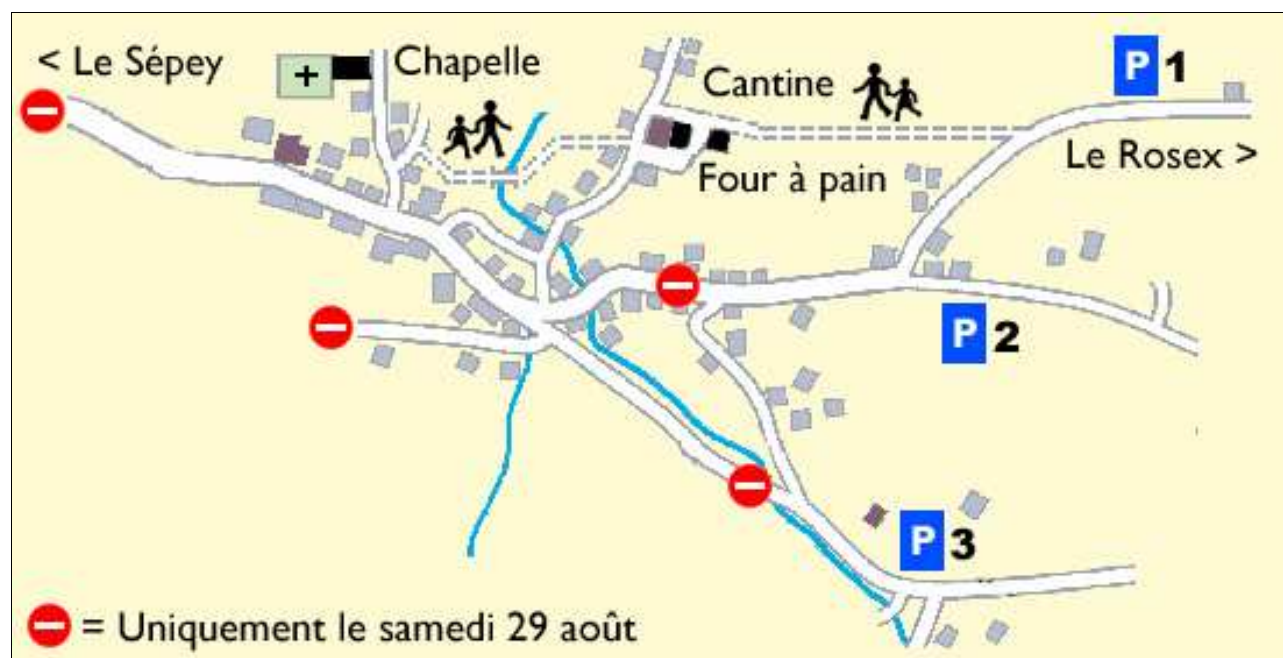 < Le Sépey
+
Chapelle
Cantine
P 1
Le Rosex >
Four à pain
P 2
P 3
= Uniquement le samedi 29 août